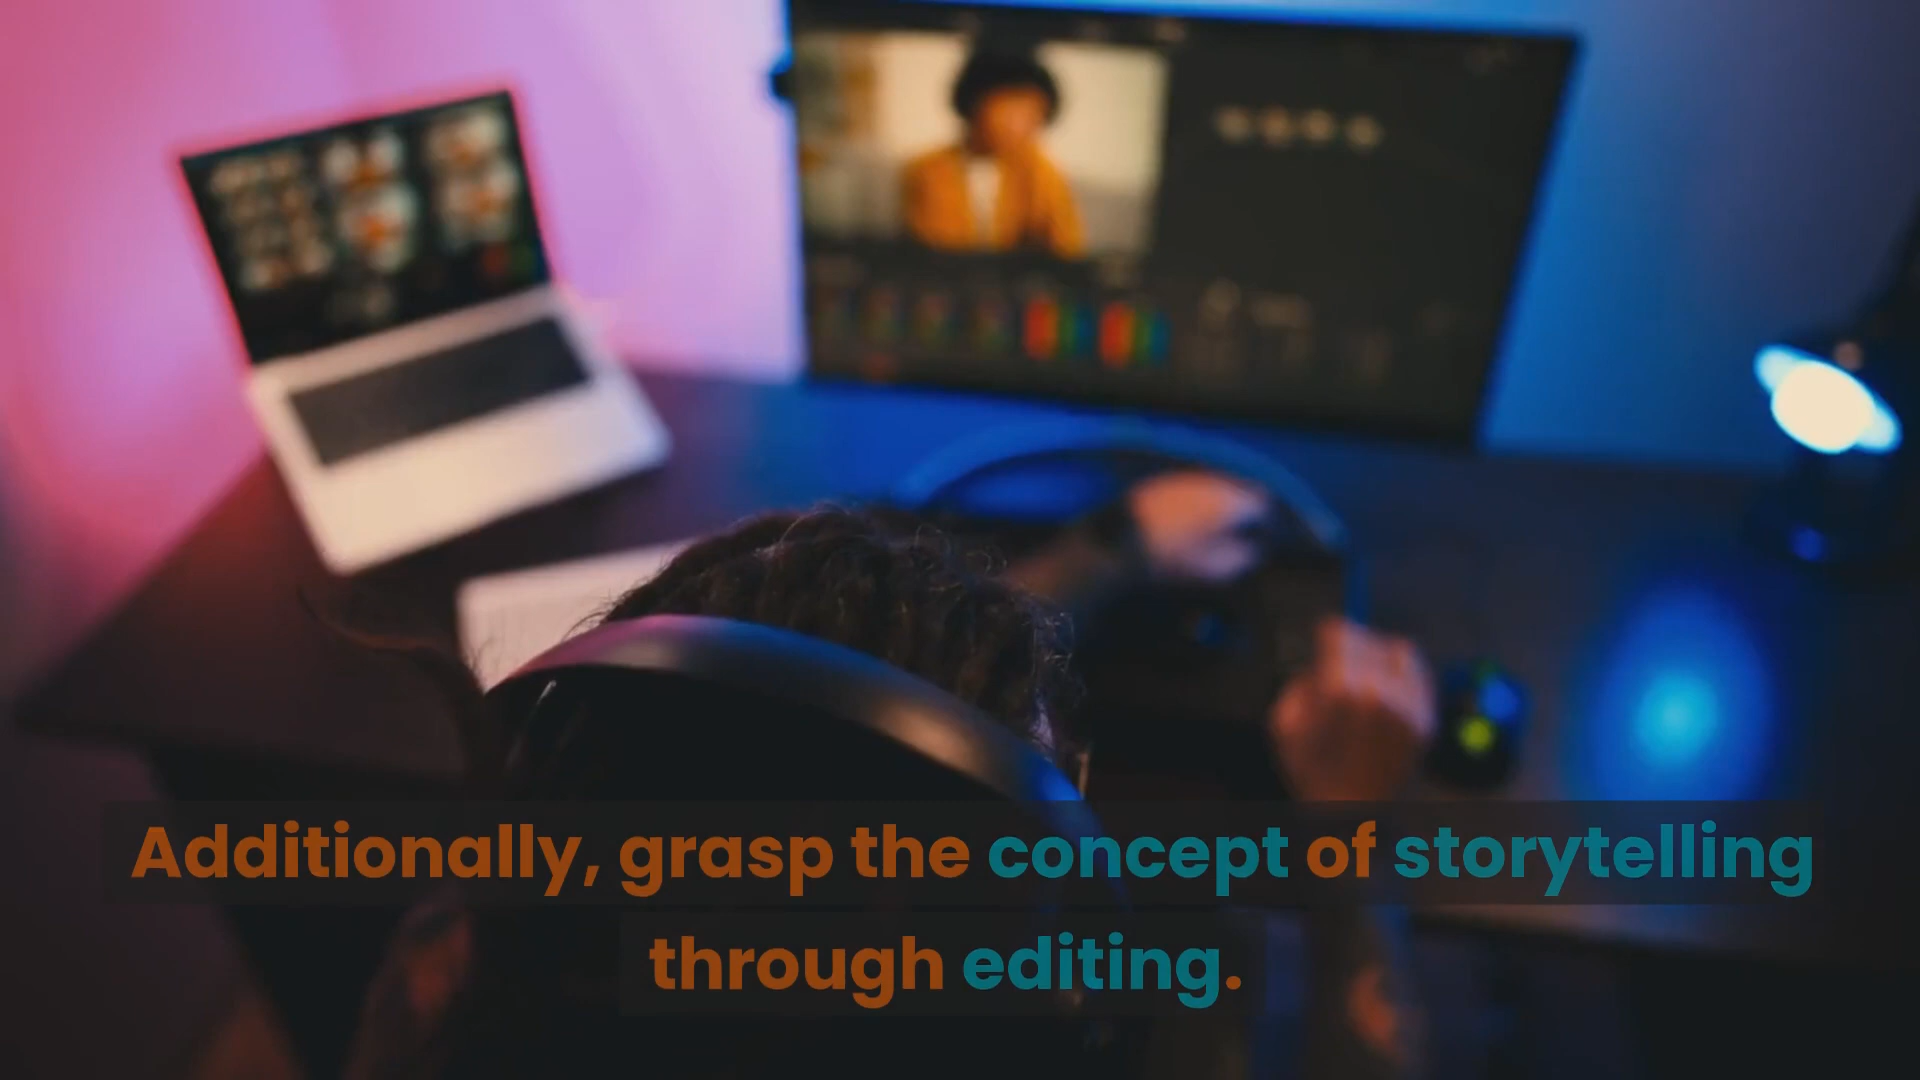 Additionally, grasp the concept of storytelling
through editing.